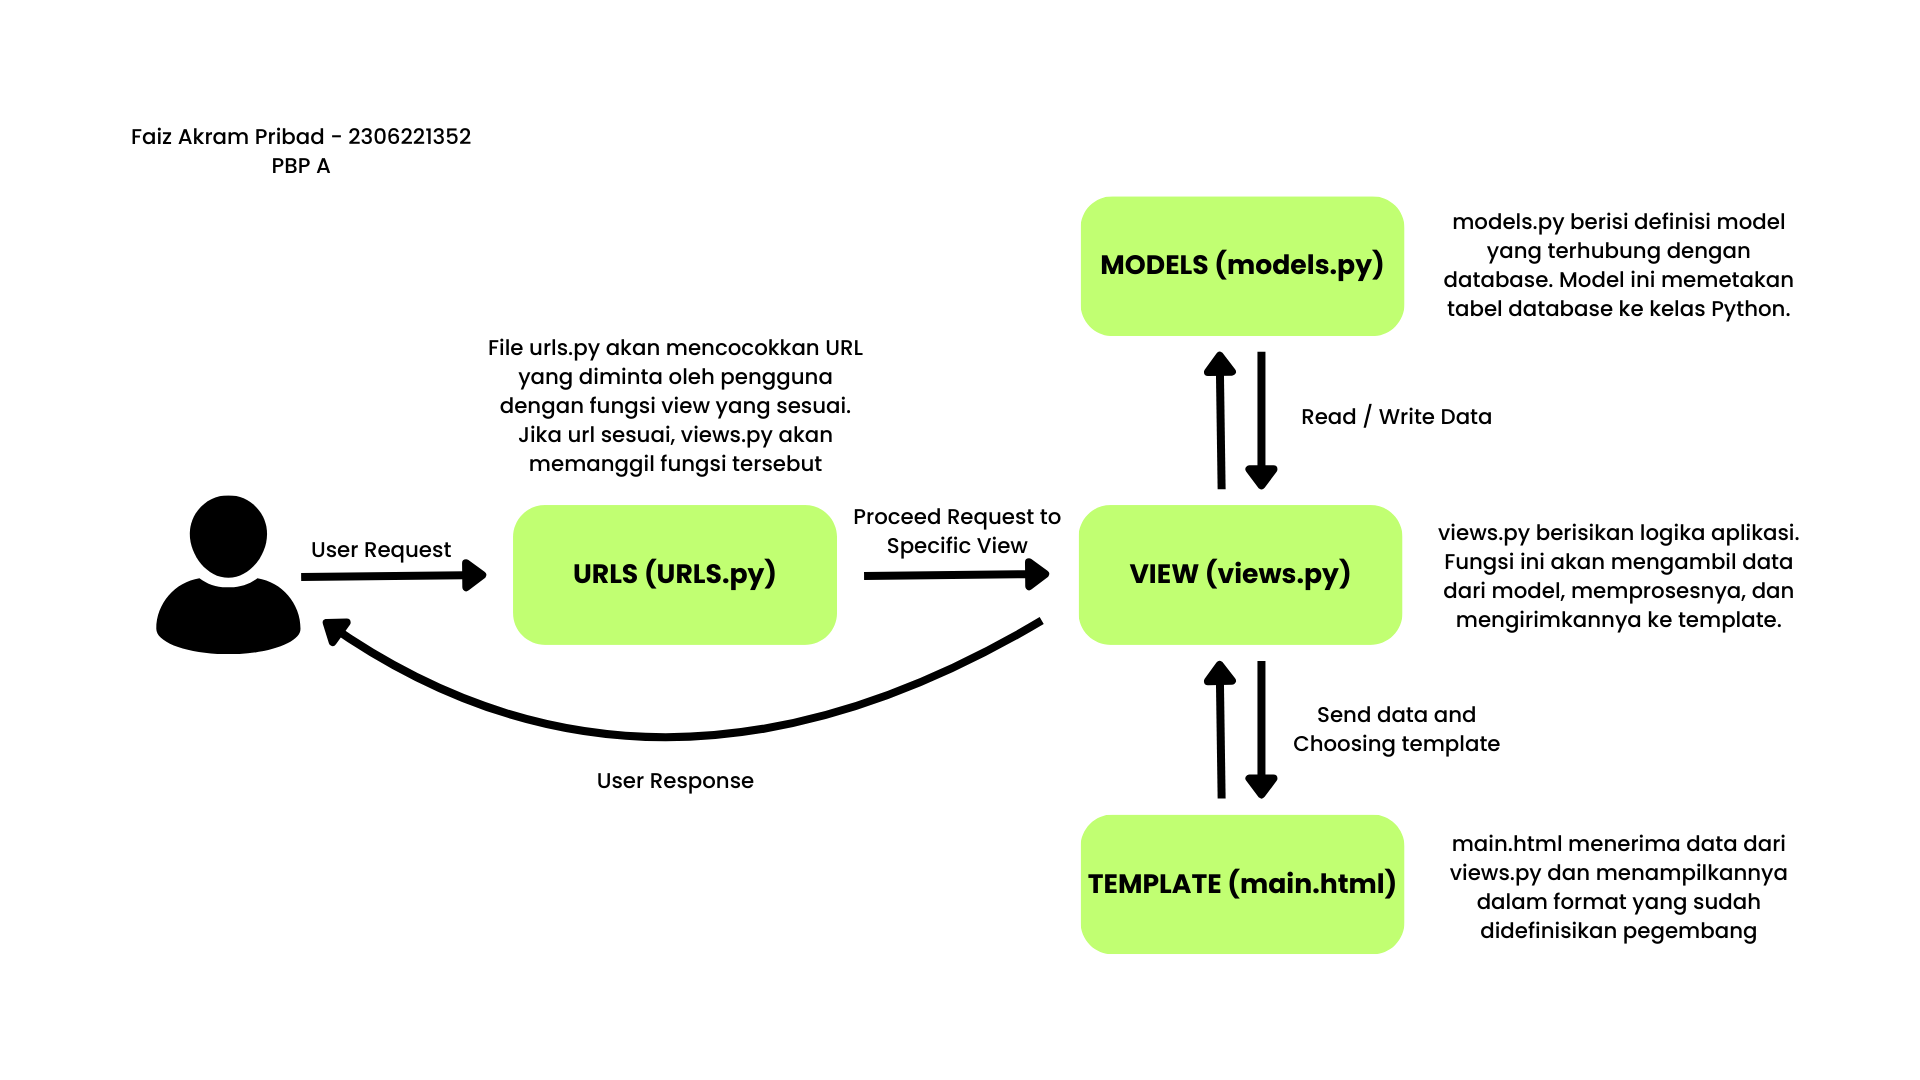 Faiz Akram Pribad - 2306221352
PBP A
MODELS (models.py)
models.py berisi definisi model
yang terhubung dengan
database. Model ini memetakan
tabel database ke kelas Python.
File urls.py akan mencocokkan URL
yang diminta oleh pengguna
dengan fungsi view yang sesuai.
Jika url sesuai, views.py akan
memanggil fungsi tersebut
Read / Write Data
User Request
URLS (URLS.py)
Proceed Request to
Specific View
VIEW (views.py)
views.py berisikan logika aplikasi.
Fungsi ini akan mengambil data
dari model, memprosesnya, dan
mengirimkannya ke template.
User Response
Send data and
Choosing template
TEMPLATE (main.html)
main.html menerima data dari
views.py dan menampilkannya
dalam format yang sudah
didefinisikan pegembang